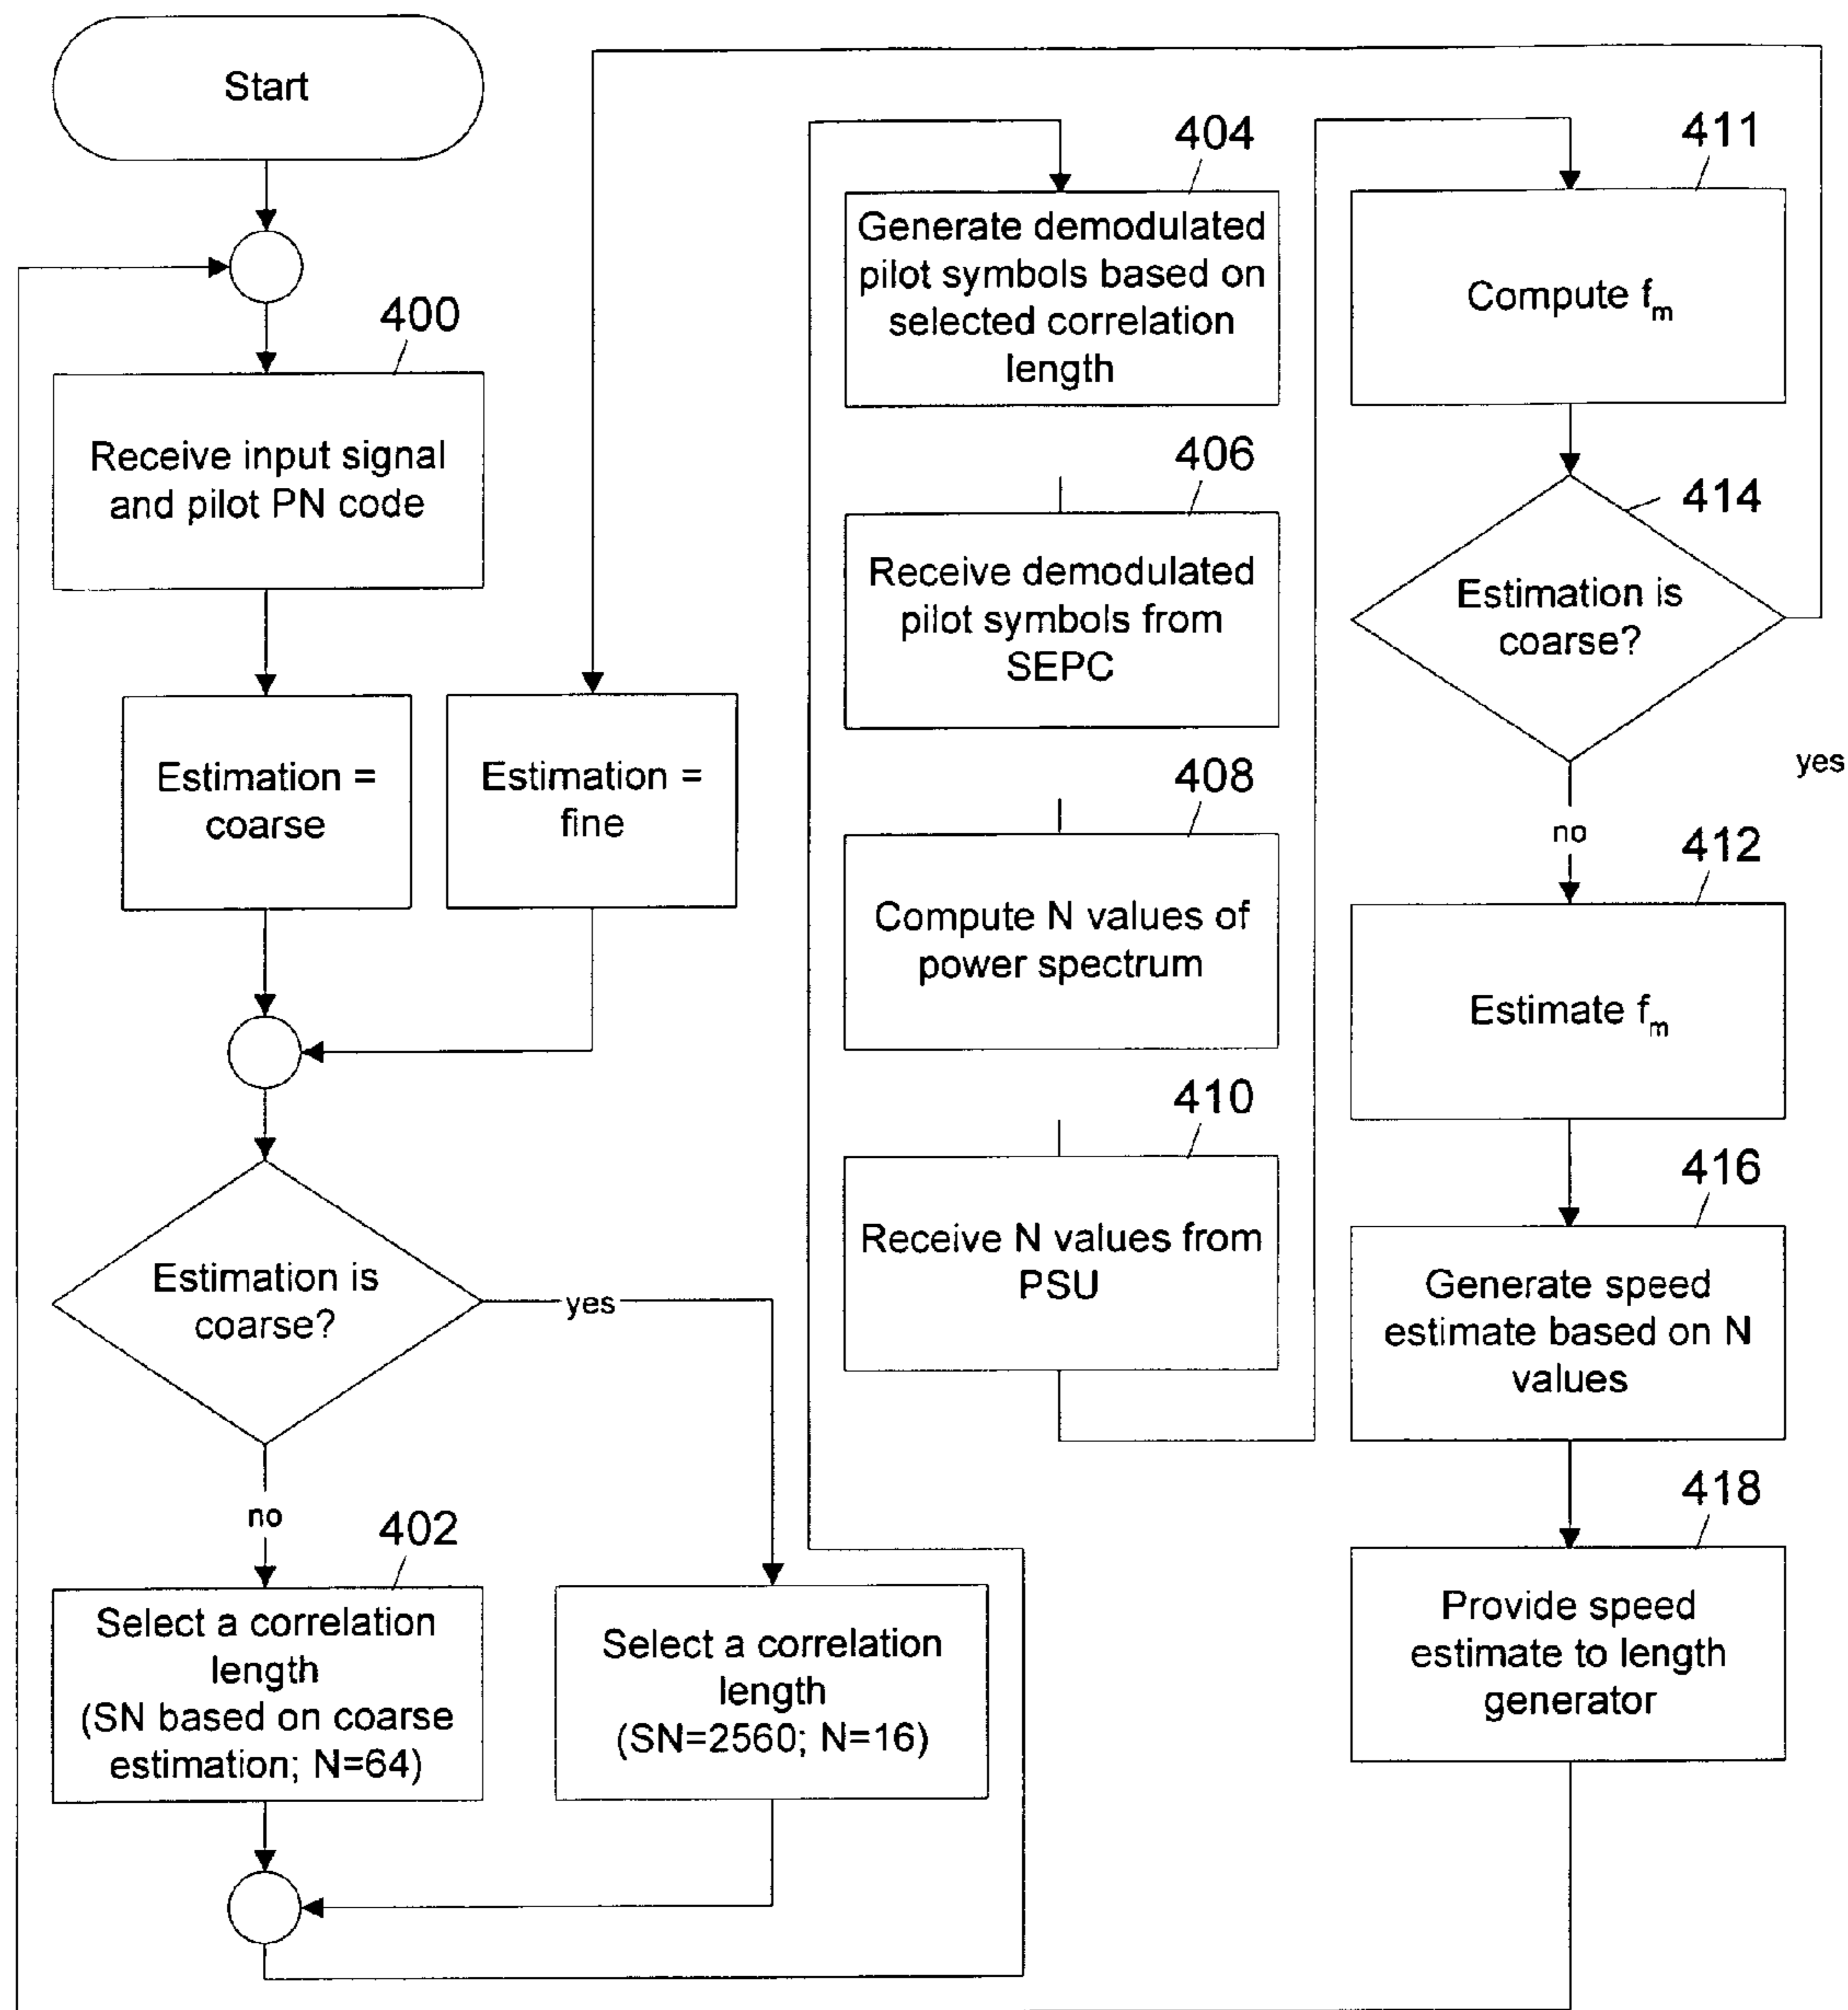 Start
400
Receive input signal
and pilot PN code
Estimation =
coarse
Estimation =
fine
Estimation is
coarse?
yes
no
402
Select a correlation
length
(SN based on coarse
estimation; N=64)
Select a correlation
length
(SN=2560; N=16)
404
Generate demodulated
pilot symbols based on
selected correlation
length
406
Receive demodulated
pilot symbols from
SEPC
408
Compute N values of
power spectrum
410
Receive N values from
PSU
411
Compute fm
414
Estimation is
coarse?
yes
no
412
Estimate fm
416
Generate speed
estimate based on N
values
418
Provide speed
estimate to length
generator